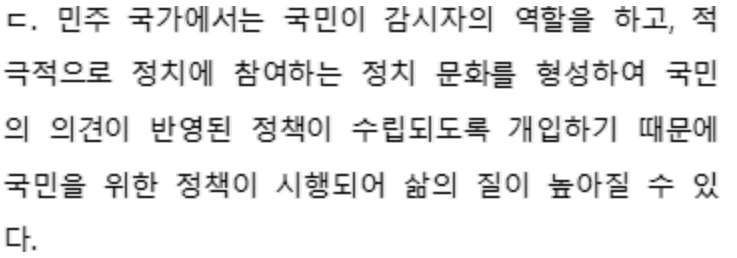 ㄷ. 민주 국가에서는 국민이 감시자의 역할을 하고, 적
극적으로 정치에 참여하는 정치 문화를 형성하여 국민
의 의견이 반영된 정책이 수립되도록 개입하기 때문에
국민을 위한 정책이 시행되어 삶의 질이 높아질 수 있
다.